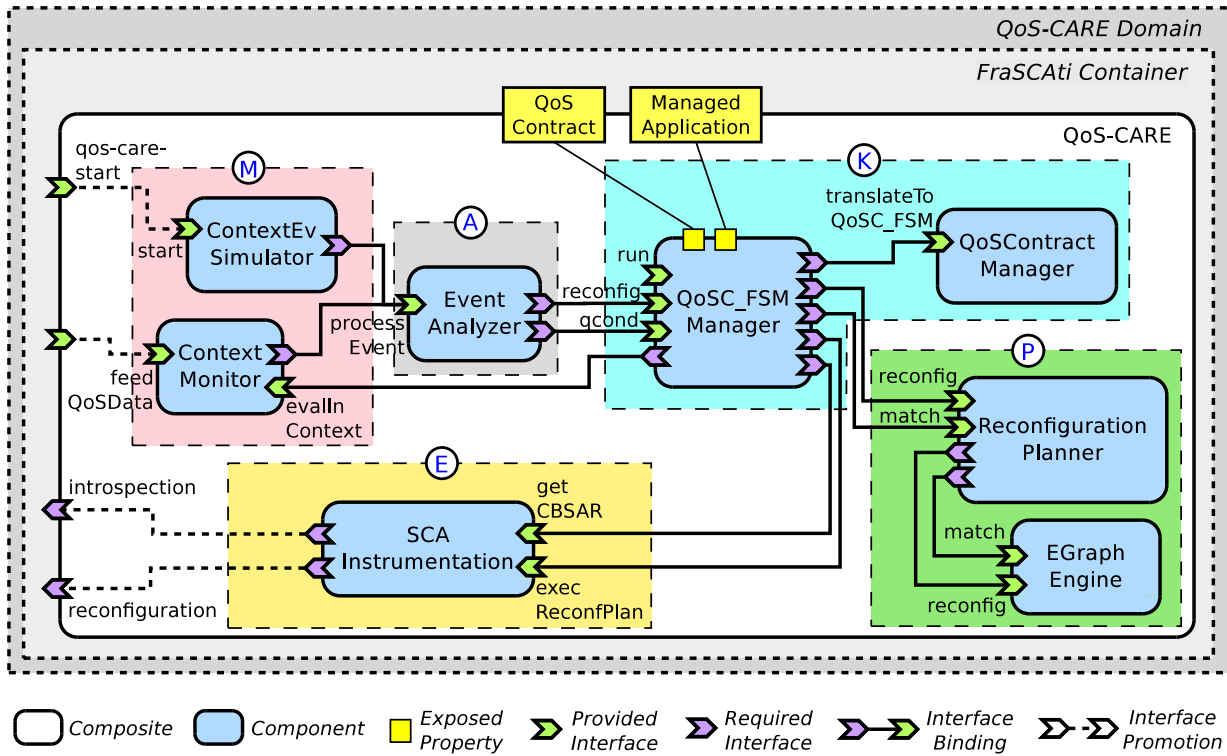 QoS-CARE Domain
FraSCAti Container
QoS
Contract
Managed
Application
QoS-CARE
qos-care-
start
M
K
translateTo
QoSC_FSM
ContextEv
Simulator
start
A
run
QoSContract
Manager
Event
Analyzer
reconfig
qcond
QoSC_FSM
Manager
process
Event
Context
Monitor
feed
QoSData
evalIn
Context
P
reconfig
match
Reconfiguration
Planner
E
introspection
get
CBSAR
SCA
Instrumentation
match
EGraph
Engine
reconfig
exec
ReconfPlan
reconfiguration
Composite
Component
Exposed
Property
Provided
Interface
Required
Interface
Interface
Binding
Interface
Promotion